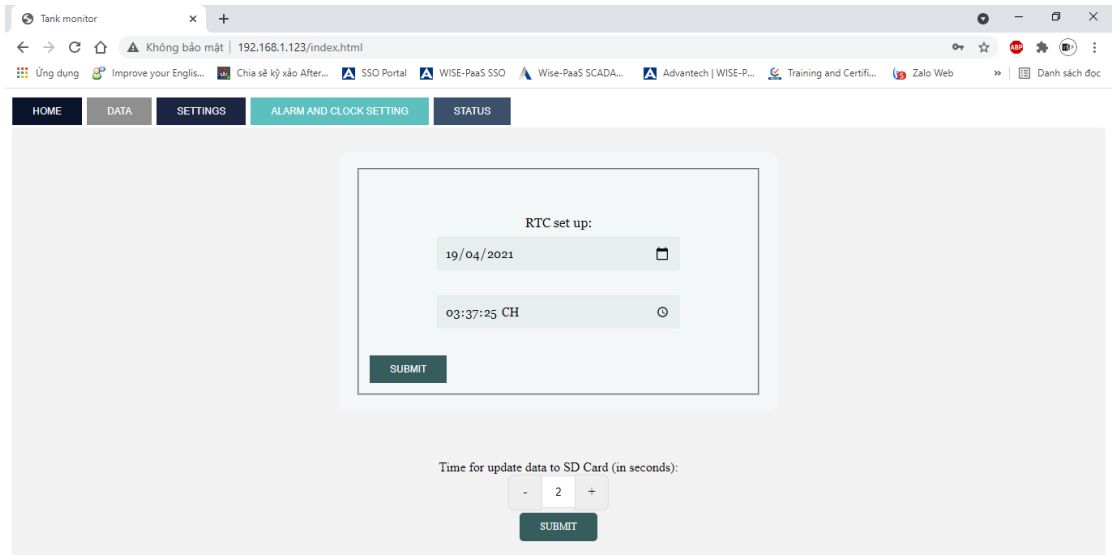 Tank monitor
Không bảo mật | 192.168.1.123/index.html
Ứng dụng Improve your Englis... Chia sẽ kỹ xảo After... SSO Portal WISE-PaaS SSO Wise-PaaS SCADA... Advantech | WISE-P... Training and Certifi... Zalo Web » Danh sách đọc
HOME DATA SETTINGS ALARM AND CLOCK SETTING STATUS
RTC set up:
19/04/2021
03:37:25 CH
SUBMIT
Time for update data to SD Card (in seconds):
- 2 +
SUBMIT